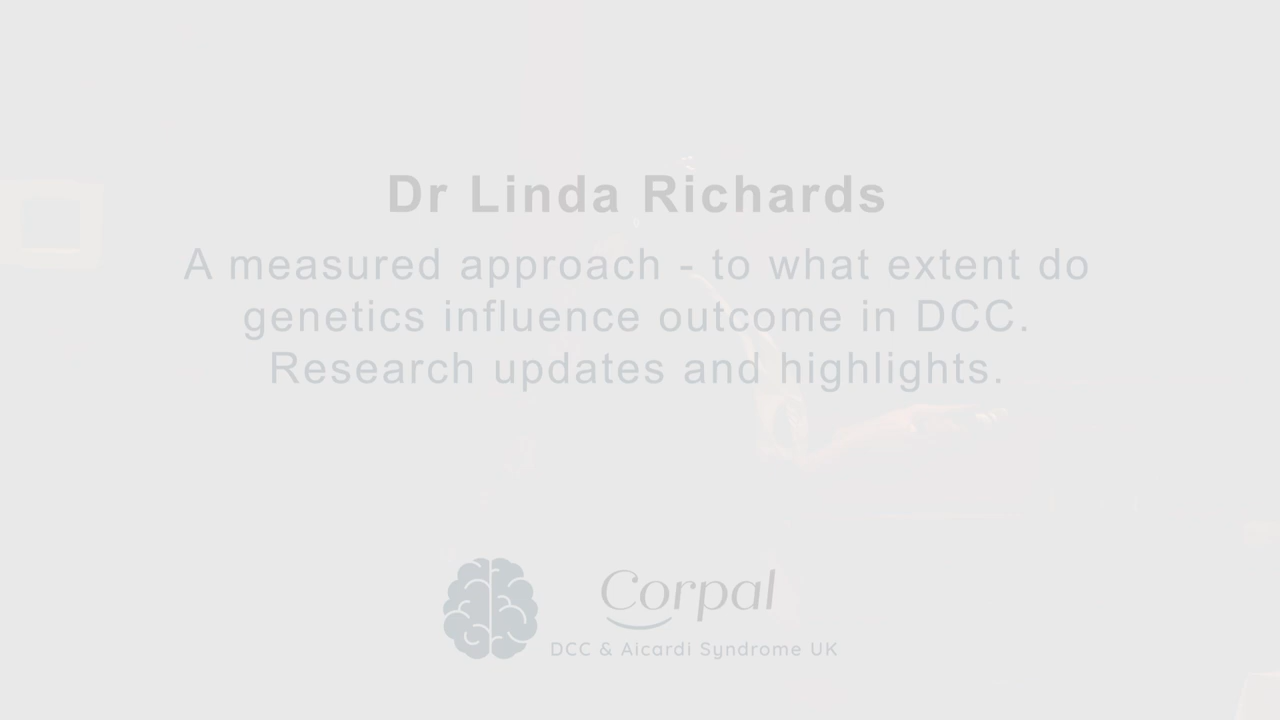 Dr Linda Richards
A measured approach - to what extent do
genetics influence outcome in DCC.
Research updates and highlights.
Corpal
DCC & Aicardi Syndrome UK